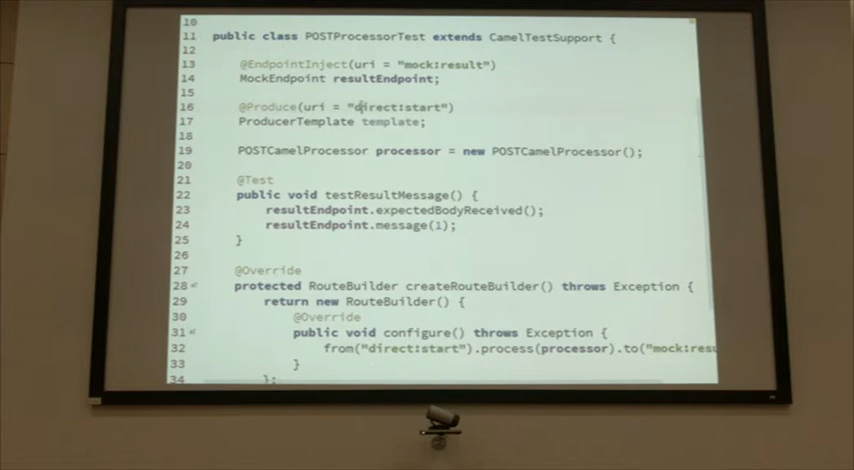 10
11 public class POSTProcessorTest extends CamelTestSupport {
12
13 @EndpointInject(uri = "mock:result")
14 MockEndpoint resultEndpoint;
15
16 @Produce(uri = "direct:start")
17 ProducerTemplate template;
18
19 POSTCamelProcessor processor = new POSTCamelProcessor();
20
21 @Test
22 public void testResultMessage() {
23 resultEndpoint.expectedBodyReceived();
24 resultEndpoint.message(1);
25 }
26
27 @Override
28 protected RouteBuilder createRouteBuilder() throws Exception {
29 return new RouteBuilder() {
30 @Override
31 public void configure() throws Exception {
32 from("direct:start").process(processor).to("mock:resu
33 }
34 };